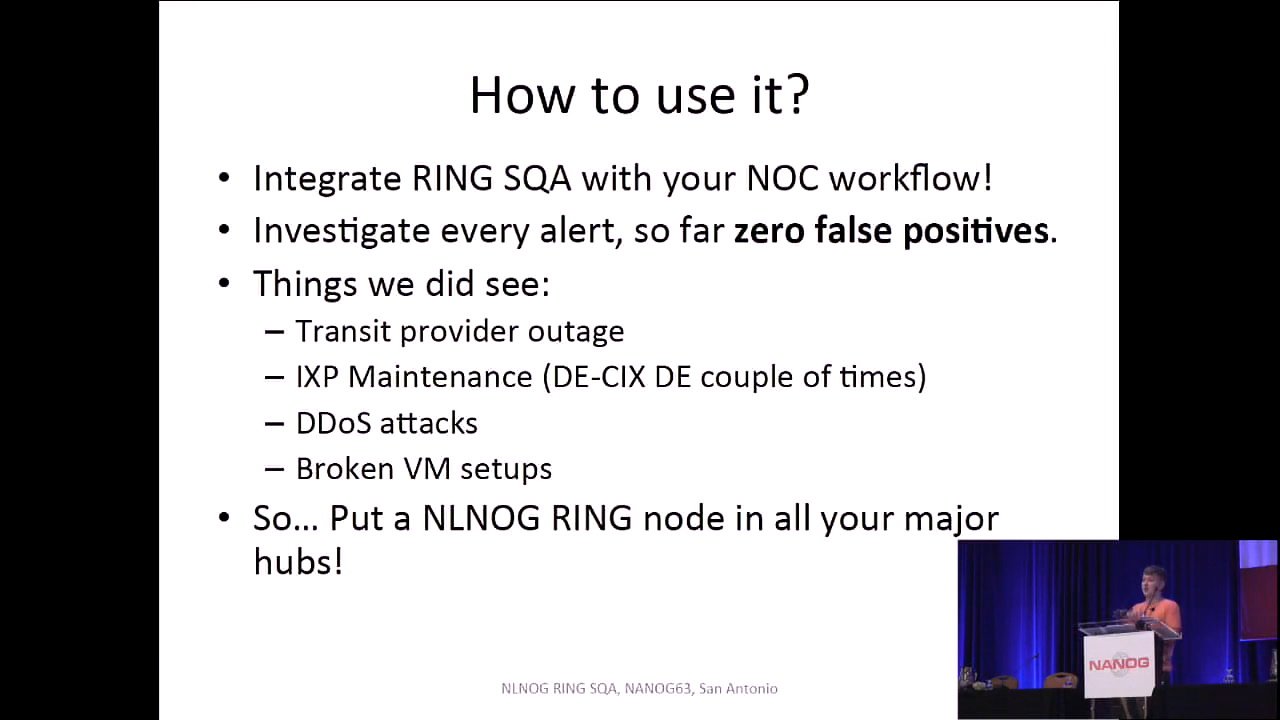 How to use it?
• Integrate RING SQA with your NOC workflow!
• Investigate every alert, so far zero false positives.
• Things we did see:
– Transit provider outage
– IXP Maintenance (DE-CIX DE couple of times)
– DDoS attacks
– Broken VM setups
• So... Put a NLNOG RING node in all your major
hubs!
NANOG
NLNOG RING SQA, NANOG63, San Antonio